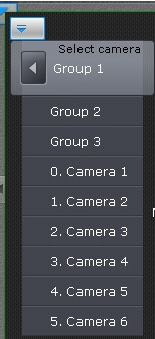 Select camera
Group 1
Group 2
Group 3
0. Camera 1
1. Camera 2
2. Camera 3
3. Camera 4
4. Camera 5
5. Camera 6